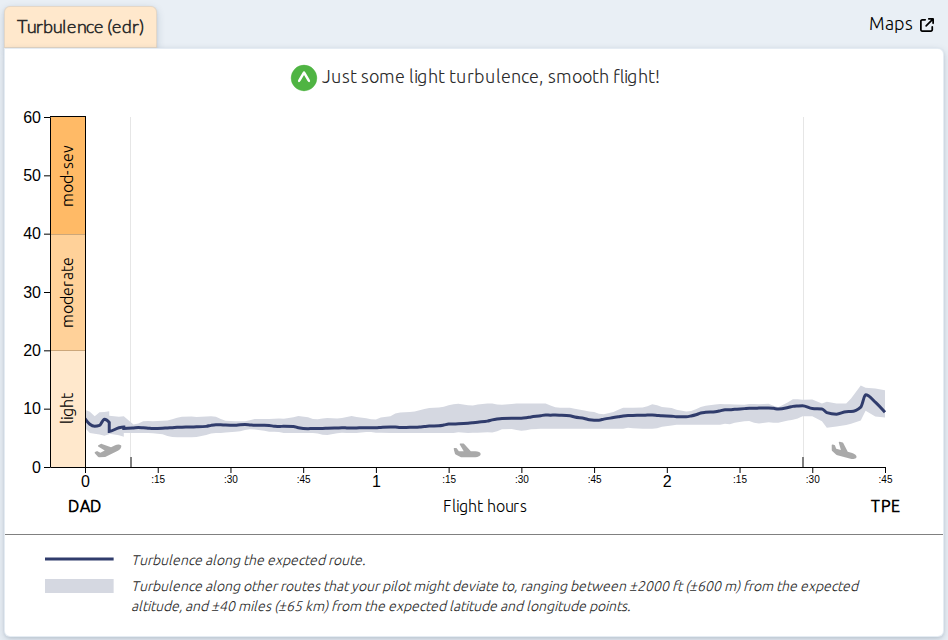 Turbulence (edr)
Maps
Just some light turbulence, smooth flight!
60
50
40
30
20
10
0
mod-sev
moderate
light
0 :15 :30 :45 1 :15 :30 :45 2 :15 :30 :45
DAD Flight hours TPE
Turbulence along the expected route.
Turbulence along other routes that your pilot might deviate to, ranging between ±2000 ft (±600 m) from the expected
altitude, and ±40 miles (±65 km) from the expected latitude and longitude points.